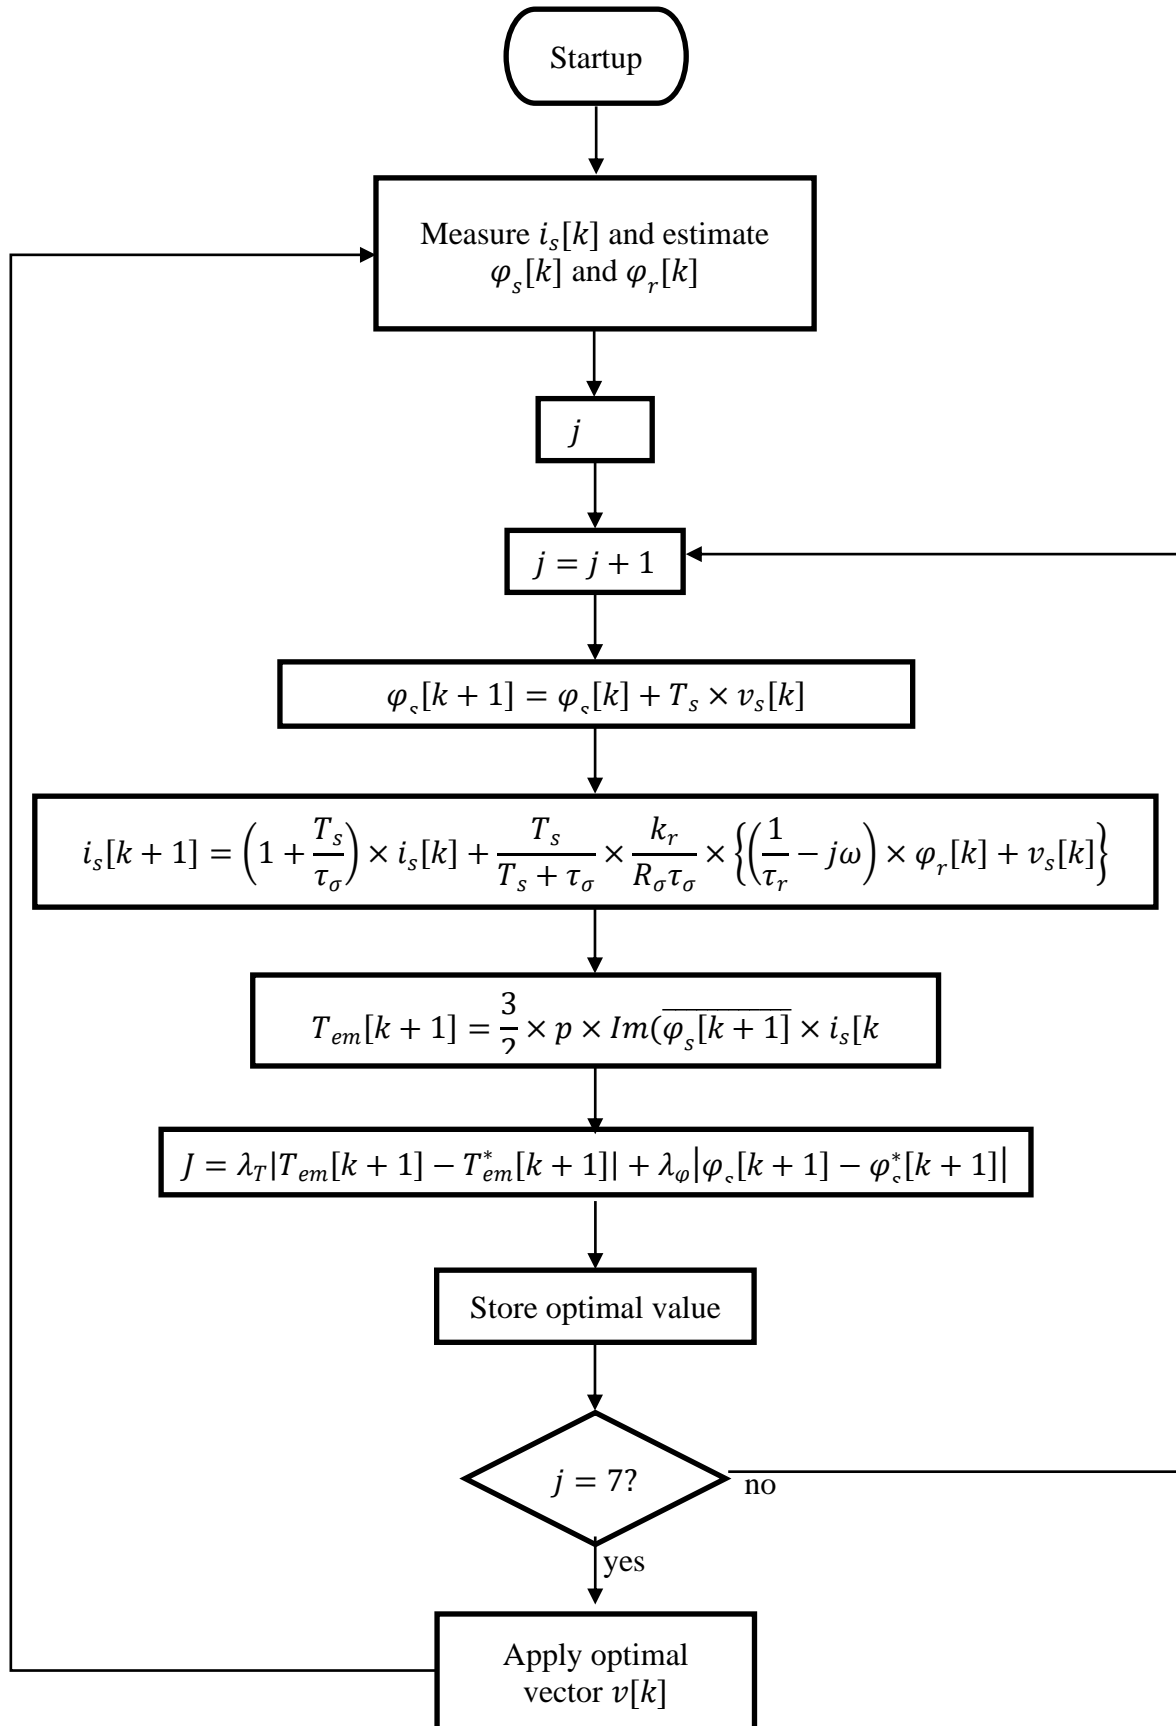 Startup
Measure i_s[k] and estimate
φ_s[k] and φ_r[k]
j
j = j + 1
φ_s[k + 1] = φ_s[k] + T_s × v_s[k]
i_s[k + 1] = (1 + T_s/τ_σ) × i_s[k] + T_s/(T_s + τ_σ) × k_r/(R_σ τ_σ) × {(1/τ_r − jω) × φ_r[k] + v_s[k]}
T_em[k + 1] = 3/2 × p × Im(\overline{φ_s[k + 1]} × i_s[k
J = λ_T|T_em[k + 1] − T_em^*[k + 1]| + λ_φ|φ_s[k + 1] − φ_s^*[k + 1]|
Store optimal value
j = 7?
no
yes
Apply optimal
vector v[k]